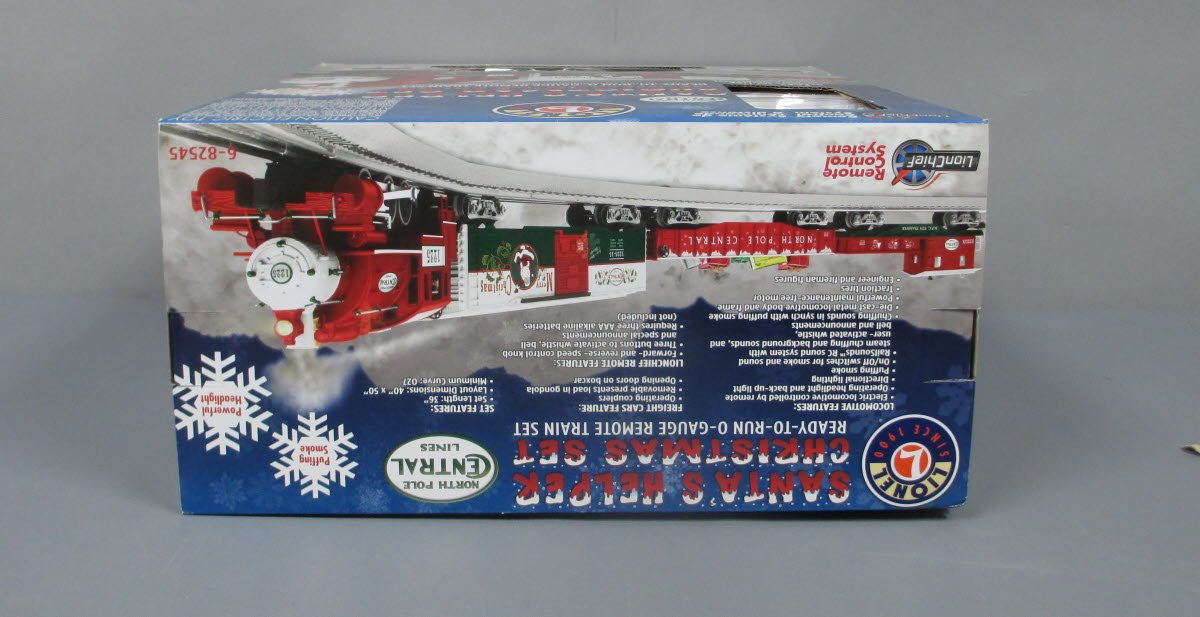 LIONEL
SINCE 1900
L
SANTA'S HELPER
CHRISTMAS SET
READY-TO-RUN O-GAUGE REMOTE TRAIN SET
NORTH POLE
CENTRAL
LINES
Puffing
Smoke
Powerful
Headlight
LOCOMOTIVE FEATURES:
• Electric locomotive controlled by remote
• Operating headlight and back-up light
• Directional lighting
• Puffing smoke
• On/Off switches for smoke and sound
• RailSounds® RC sound system with
steam chuffing and background sounds, and
user-activated whistle,
bell and announcements
• Chuffing sounds in synch with puffing smoke
• Die-cast metal locomotive body and frame
• Powerful maintenance-free motor
• Traction tires
• Engineer and fireman figures
FREIGHT CARS FEATURE:
• Operating couplers
• Removable presents load in gondola
• Opening doors on boxcar
LIONCHIEF REMOTE FEATURES:
• Forward- and reverse- speed control knob
• Three buttons to activate whistle, bell
and special announcements
• Requires three AAA alkaline batteries
(not included)
SET FEATURES:
• Set Length: 36"
• Layout Dimensions: 40" x 50"
• Minimum Curve: O27
1225
CENTRAL
1225
Merry
Christmas
NORTH POLE CENTRAL
LionChief
Remote
Control
System
6-82545